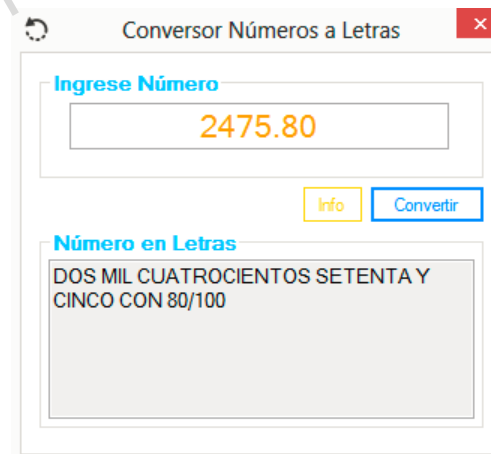 Conversor Números a Letras
Ingrese Número
2475.80
Info Convertir
Número en Letras
DOS MIL CUATROCIENTOS SETENTA Y
CINCO CON 80/100